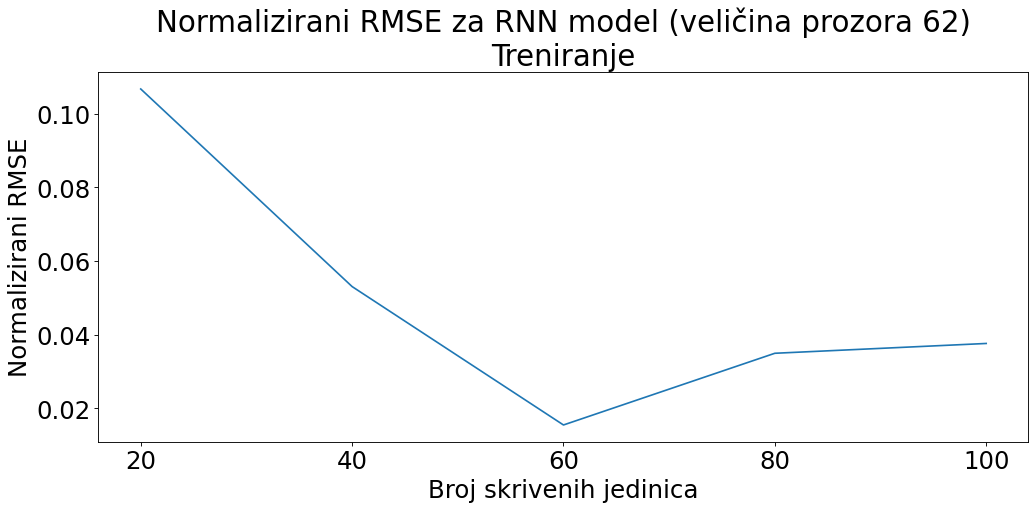 Normalizirani RMSE za RNN model (veličina prozora 62)
Treniranje
Normalizirani RMSE
0.10
0.08
0.06
0.04
0.02
20 40 60 80 100
Broj skrivenih jedinica